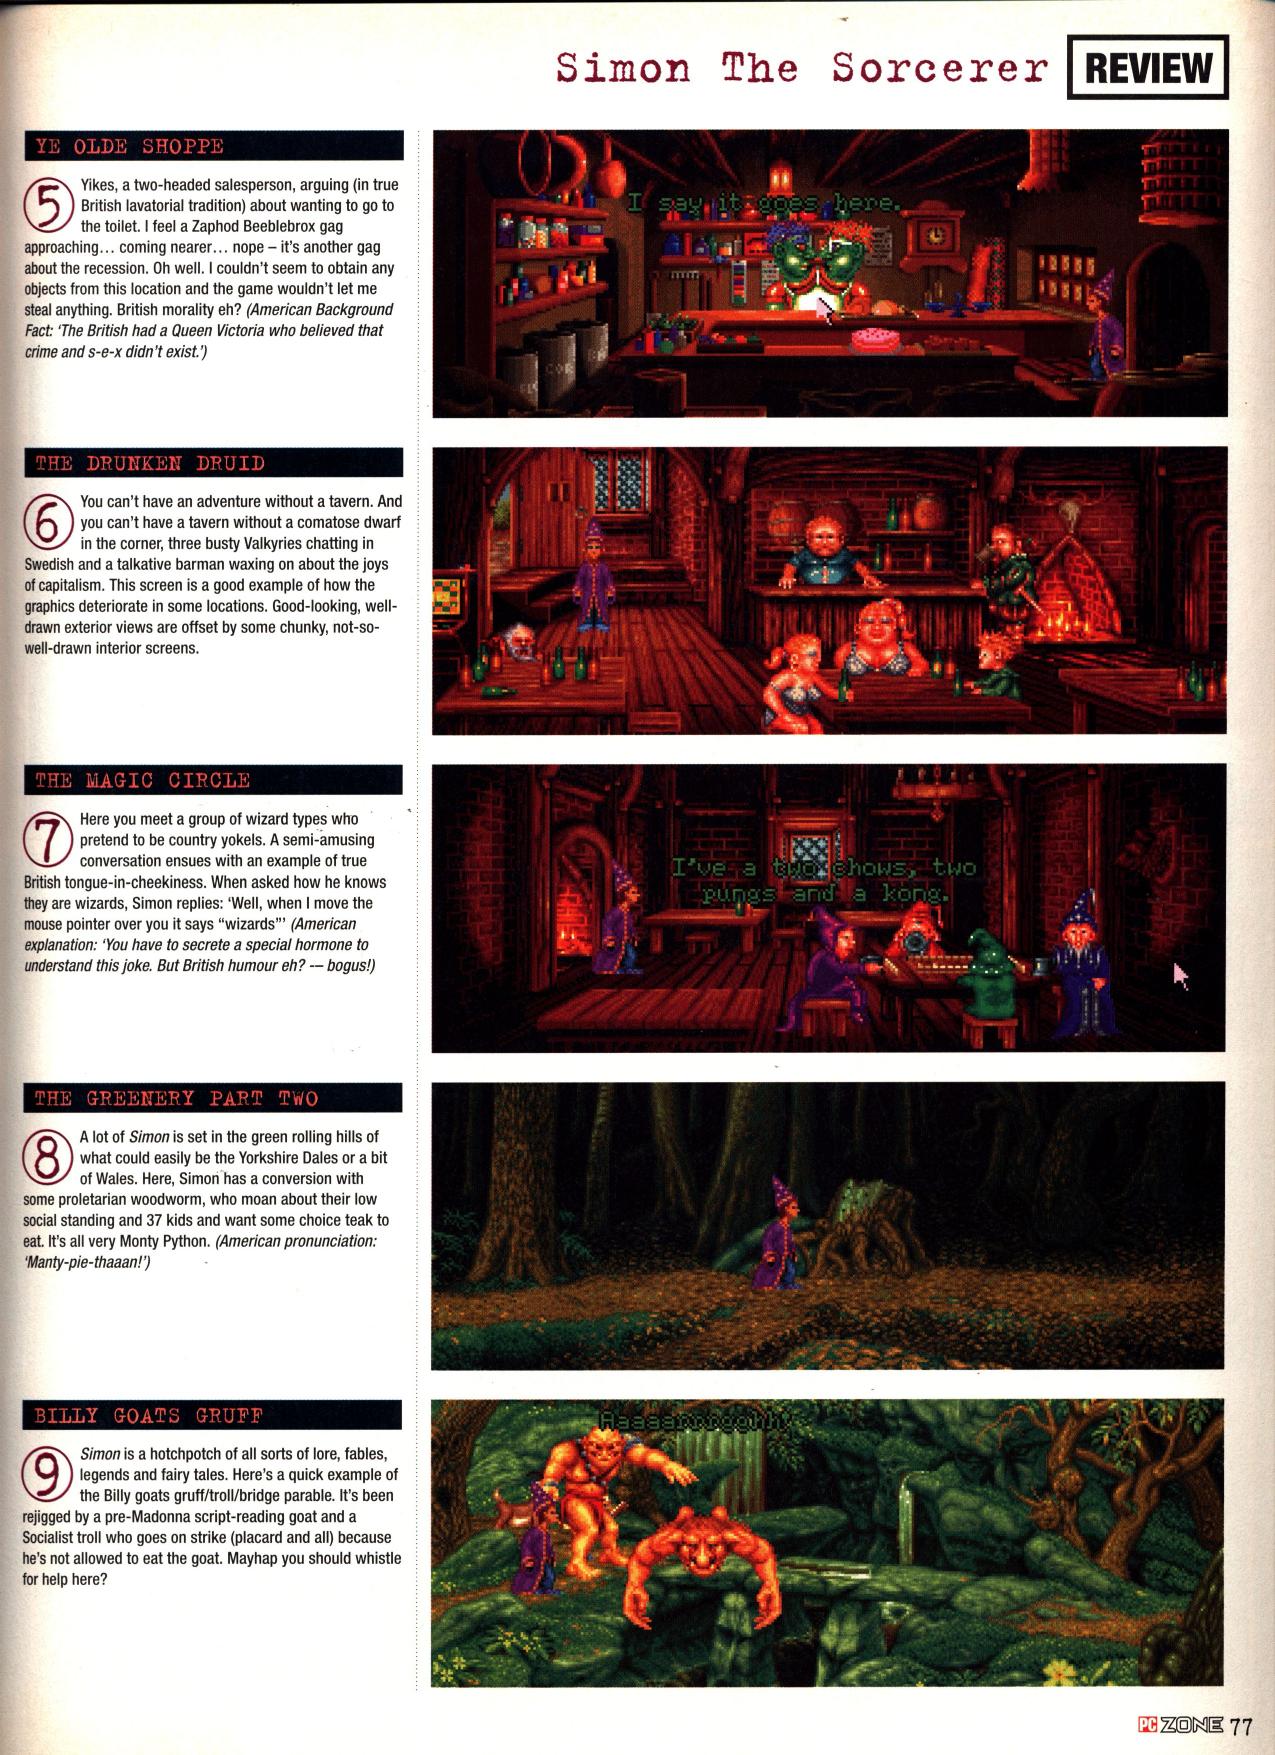 Simon The Sorcerer REVIEW
YE OLDE SHOPPE
5 Yikes, a two-headed salesperson, arguing (in true
British lavatorial tradition) about wanting to go to
the toilet. I feel a Zaphod Beeblebrox gag
approaching… coming nearer… nope – it's another gag
about the recession. Oh well. I couldn't seem to obtain any
objects from this location and the game wouldn't let me
steal anything. British morality eh? (American Background
Fact: 'The British had a Queen Victoria who believed that
crime and s-e-x didn't exist.')
I say it goes here.
THE DRUNKEN DRUID
6 You can't have an adventure without a tavern. And
you can't have a tavern without a comatose dwarf
in the corner, three busty Valkyries chatting in
Swedish and a talkative barman waxing on about the joys
of capitalism. This screen is a good example of how the
graphics deteriorate in some locations. Good-looking, well-
drawn exterior views are offset by some chunky, not-so-
well-drawn interior screens.
THE MAGIC CIRCLE
7 Here you meet a group of wizard types who
pretend to be country yokels. A semi-amusing
conversation ensues with an example of true
British tongue-in-cheekiness. When asked how he knows
they are wizards, Simon replies: 'Well, when I move the
mouse pointer over you it says "wizards"' (American
explanation: 'You have to secrete a special hormone to
understand this joke. But British humour eh? -– bogus!)
I've a two chows, two
pungs and a kong.
THE GREENERY PART TWO
8 A lot of Simon is set in the green rolling hills of
what could easily be the Yorkshire Dales or a bit
of Wales. Here, Simon has a conversion with
some proletarian woodworm, who moan about their low
social standing and 37 kids and want some choice teak to
eat. It's all very Monty Python. (American pronunciation:
'Manty-pie-thaaan!')
BILLY GOATS GRUFF
9 Simon is a hotchpotch of all sorts of lore, fables,
legends and fairy tales. Here's a quick example of
the Billy goats gruff/troll/bridge parable. It's been
rejigged by a pre-Madonna script-reading goat and a
Socialist troll who goes on strike (placard and all) because
he's not allowed to eat the goat. Mayhap you should whistle
for help here?
PC ZONE 77